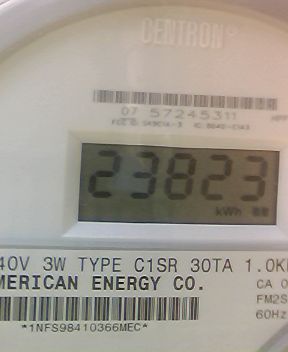 CENTRON®
07 57245311
23823
kWh
40V 3W TYPE C1SR 30TA 1.0K
MERICAN ENERGY CO.
CA 0
FM2S
60Hz
*1NFS98410366MEC*